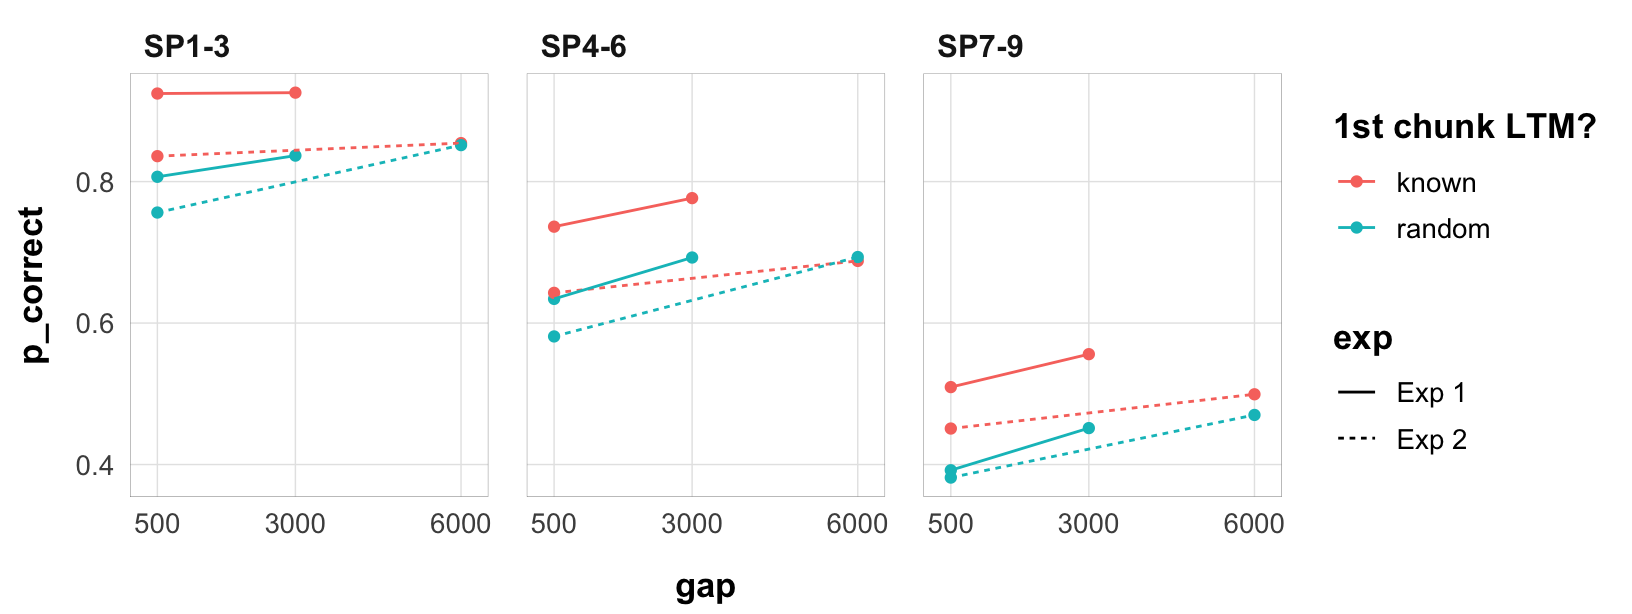 SP1-3
SP4-6
SP7-9
p_correct
0.8
0.6
0.4
500 3000 6000
500 3000 6000
500 3000 6000
gap
1st chunk LTM?
known
random
exp
Exp 1
Exp 2